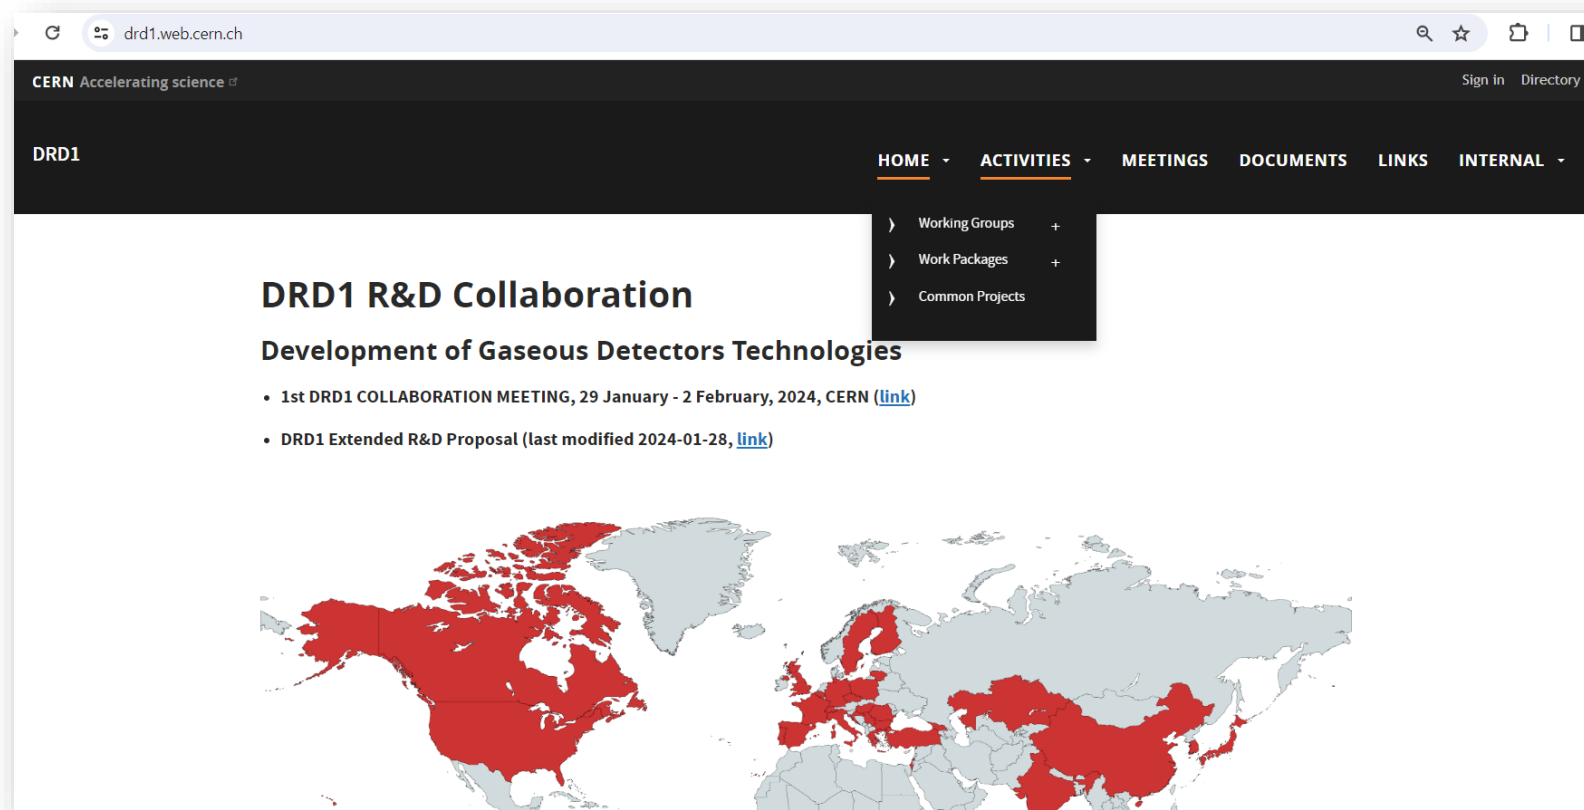 drd1.web.cern.ch
CERN Accelerating science
Sign in Directory
DRD1
HOME ACTIVITIES MEETINGS DOCUMENTS LINKS INTERNAL
Working Groups +
Work Packages +
Common Projects
DRD1 R&D Collaboration
Development of Gaseous Detectors Technologies
• 1st DRD1 COLLABORATION MEETING, 29 January - 2 February, 2024, CERN (link)
• DRD1 Extended R&D Proposal (last modified 2024-01-28, link)